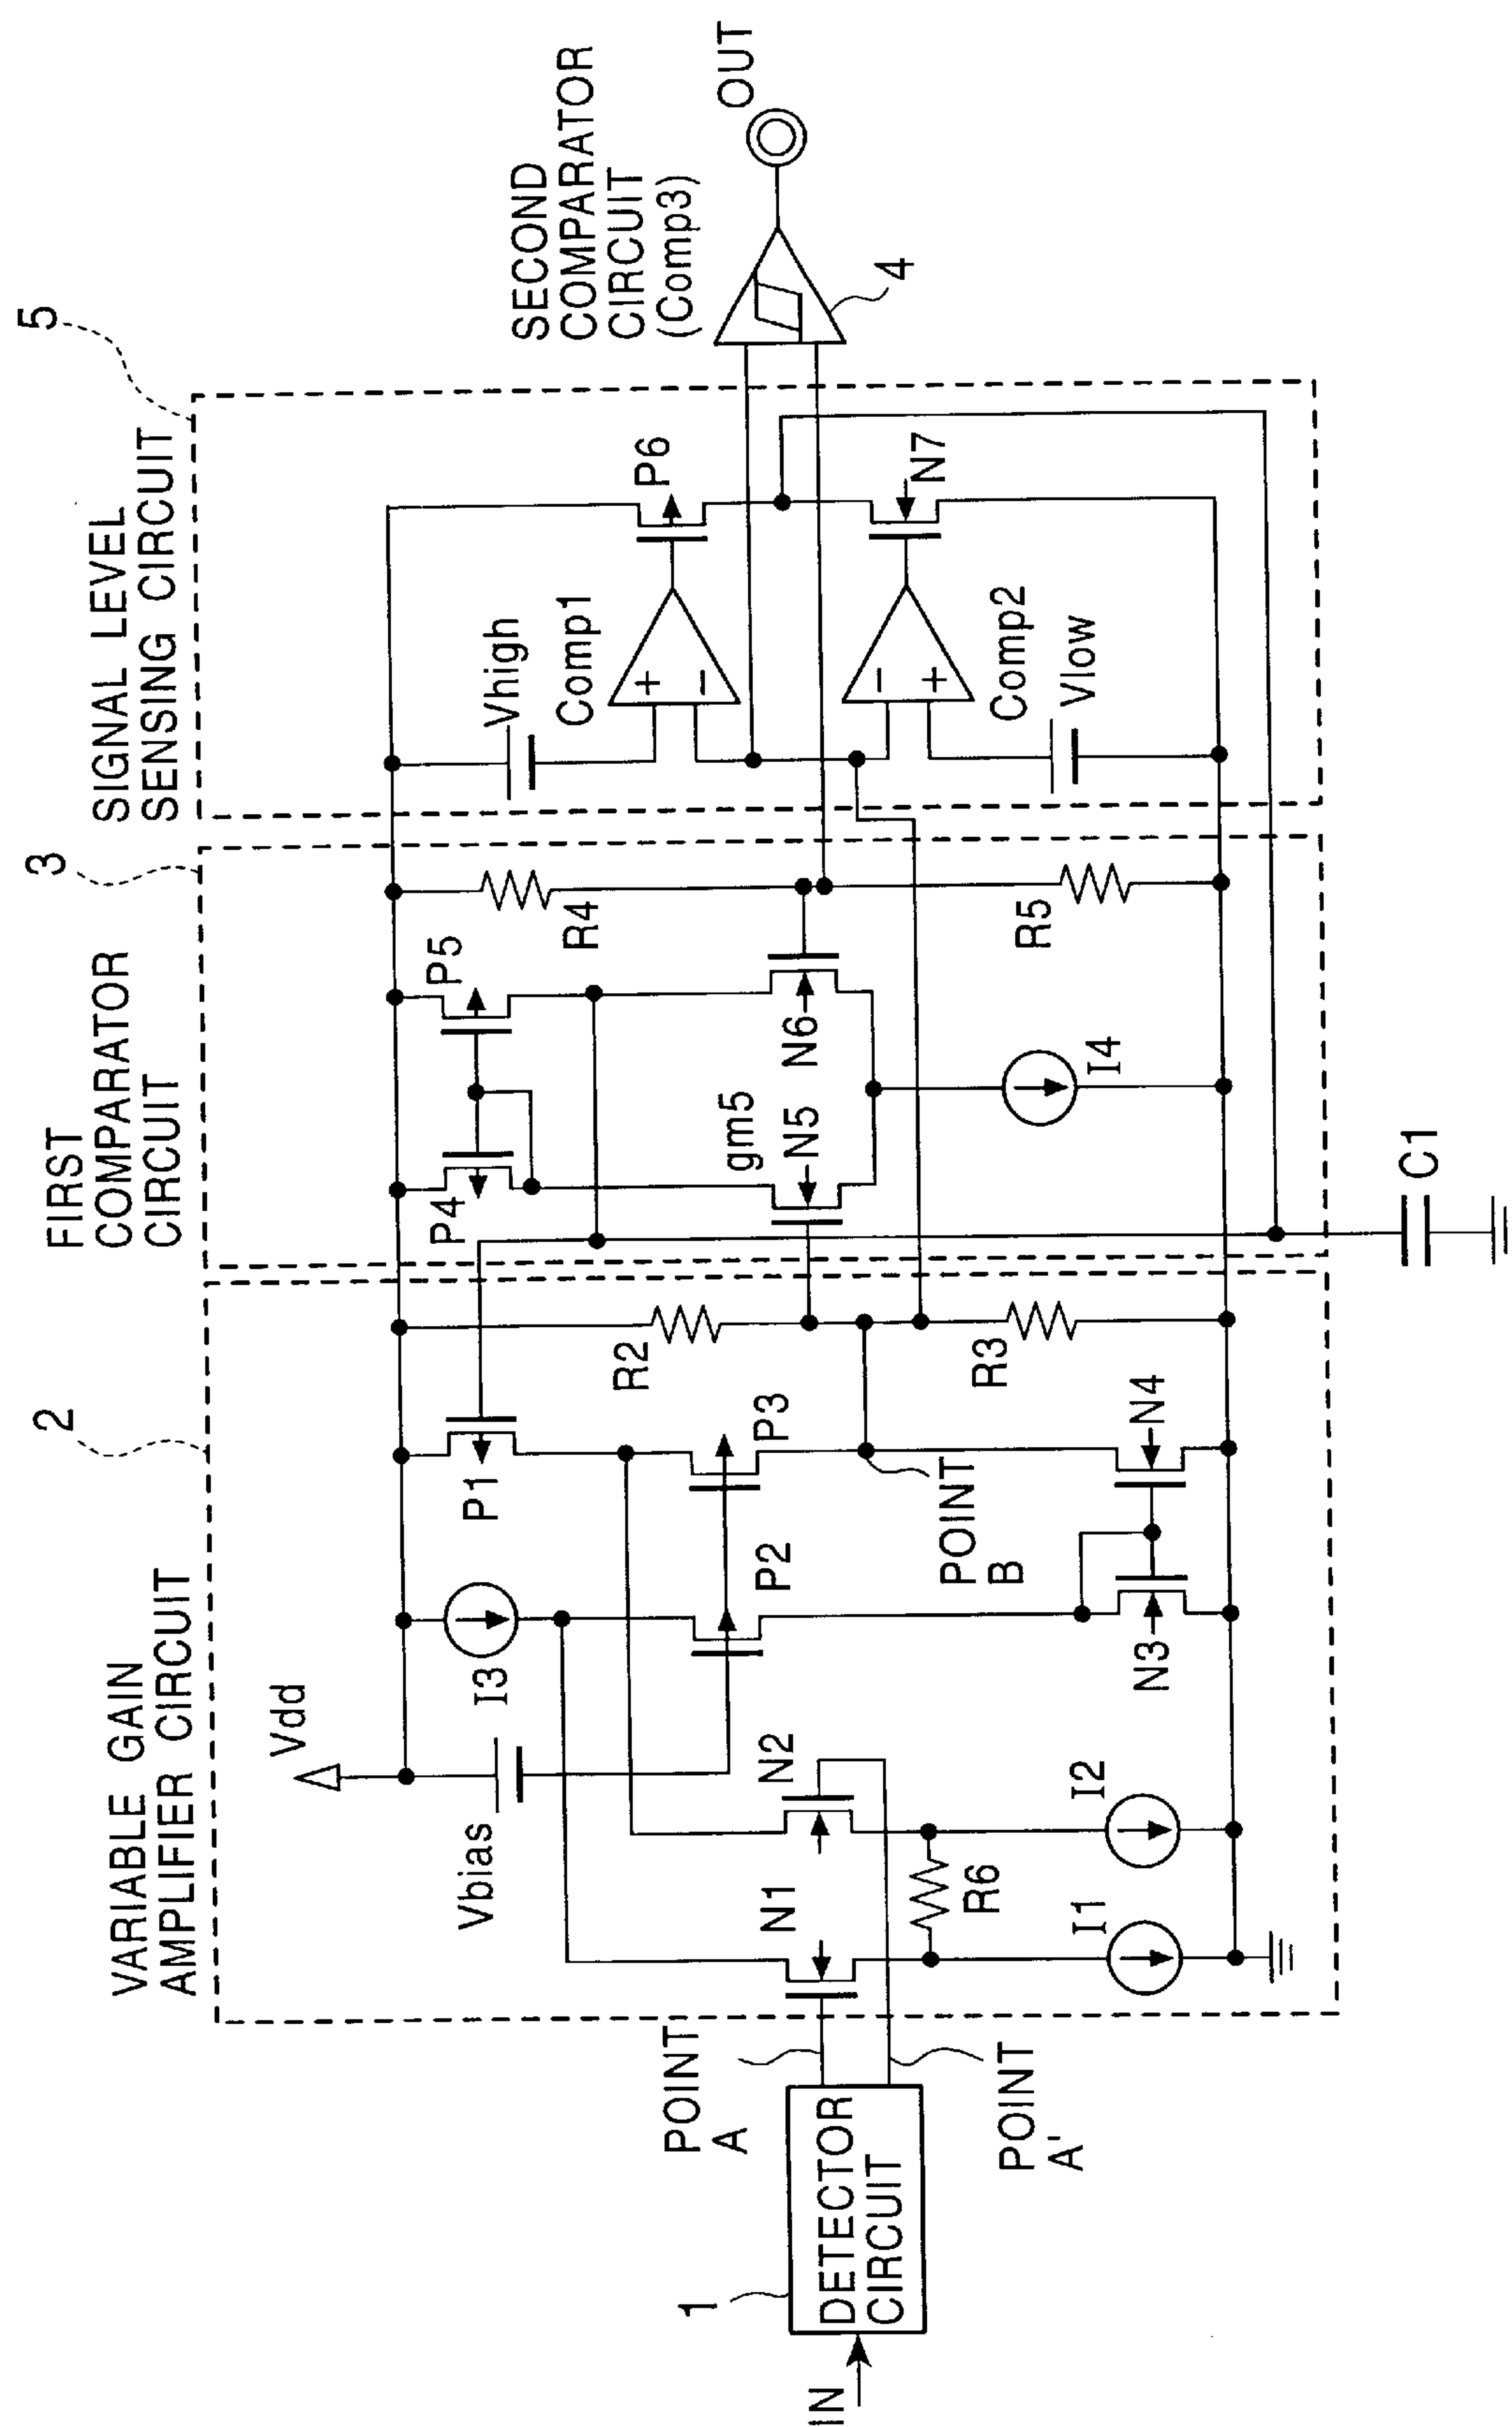 VARIABLE GAIN
AMPLIFIER CIRCUIT
2
FIRST
COMPARATOR
CIRCUIT
3
SIGNAL LEVEL
SENSING CIRCUIT
5
SECOND
COMPARATOR
CIRCUIT
(Comp3)
4
OUT
Vdd
Vbias
I3
P1
P2
P3
R2
R3
N1
N2
R6
I1
I2
N3
N4
POINT
B
P4
P5
gm5
N5
N6
I4
R4
R5
C1
Vhigh
Comp1
Comp2
Vlow
P6
N7
POINT
A
POINT
A'
1
DETECTOR
CIRCUIT
IN